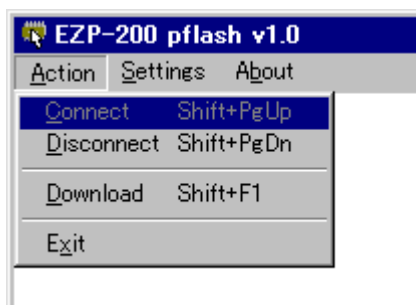 EZP-200 pflash v1.0
Action Settings About
Connect Shift+PgUp
Disconnect Shift+PgDn
Download Shift+F1
Exit